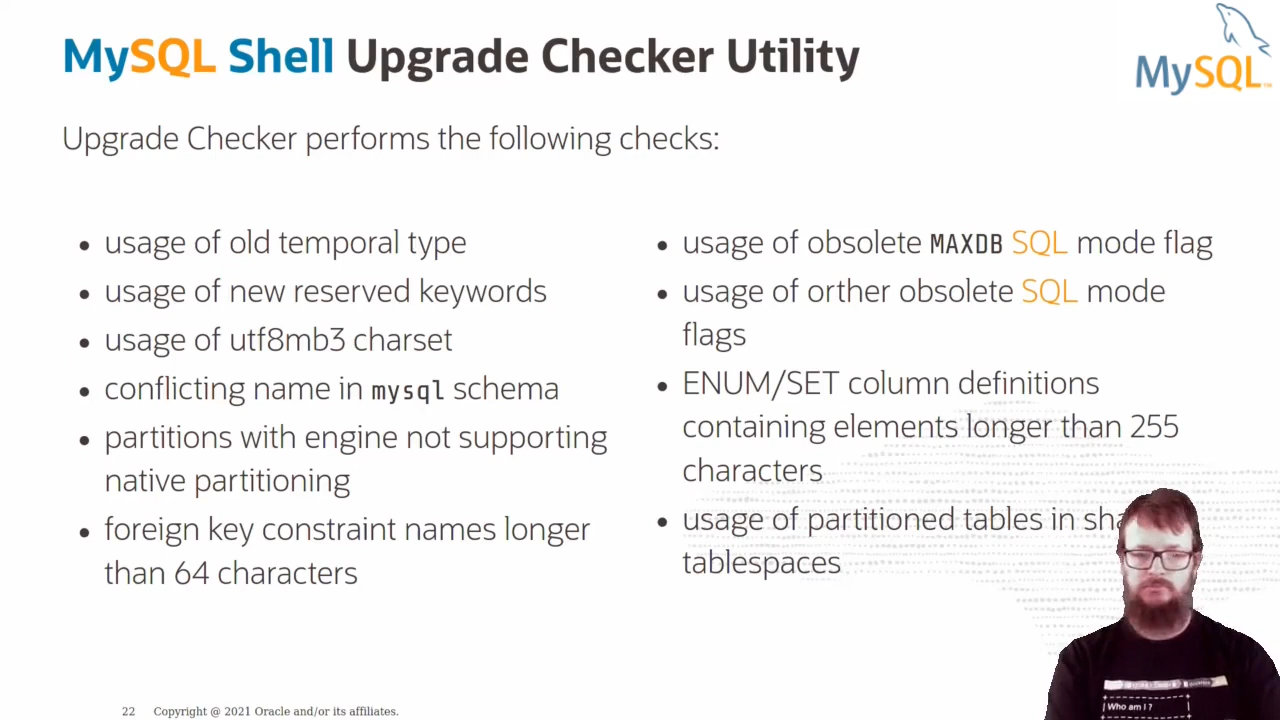 MySQL Shell Upgrade Checker Utility
MySQL™
Upgrade Checker performs the following checks:
• usage of old temporal type
• usage of new reserved keywords
• usage of utf8mb3 charset
• conflicting name in mysql schema
• partitions with engine not supporting
native partitioning
• foreign key constraint names longer
than 64 characters
• usage of obsolete MAXDB SQL mode flag
• usage of orther obsolete SQL mode
flags
• ENUM/SET column definitions
containing elements longer than 255
characters
• usage of partitioned tables in sha
tablespaces
Who am I ?
22 Copyright @ 2021 Oracle and/or its affiliates.